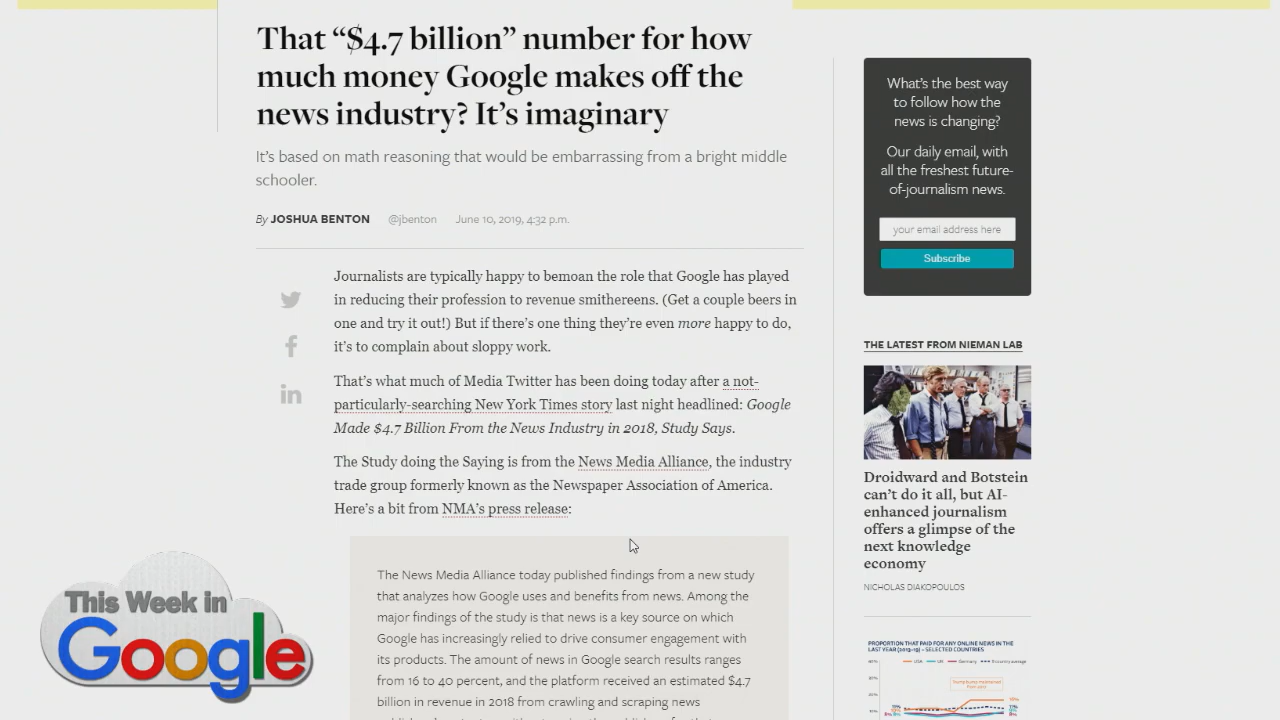 That “$4.7 billion” number for how
much money Google makes off the
news industry? It’s imaginary
It’s based on math reasoning that would be embarrassing from a bright middle
schooler.
By JOSHUA BENTON @jbenton June 10, 2019, 4:32 p.m.
Journalists are typically happy to bemoan the role that Google has played
in reducing their profession to revenue smithereens. (Get a couple beers in
one and try it out!) But if there’s one thing they’re even more happy to do,
it’s to complain about sloppy work.
That’s what much of Media Twitter has been doing today after a not-
particularly-searching New York Times story last night headlined: Google
Made $4.7 Billion From the News Industry in 2018, Study Says.
The Study doing the Saying is from the News Media Alliance, the industry
trade group formerly known as the Newspaper Association of America.
Here’s a bit from NMA’s press release:
The News Media Alliance today published findings from a new study
that analyzes how Google uses and benefits from news. Among the
major findings of the study is that news is a key source on which
Google has increasingly relied to drive consumer engagement with
its products. The amount of news in Google search results ranges
from 16 to 40 percent, and the platform received an estimated $4.7
billion in revenue in 2018 from crawling and scraping news
What’s the best way
to follow how the
news is changing?
Our daily email, with
all the freshest future-
of-journalism news.
your email address here
Subscribe
THE LATEST FROM NIEMAN LAB
Droidward and Botstein
can’t do it all, but AI-
enhanced journalism
offers a glimpse of the
next knowledge
economy
NICHOLAS DIAKOPOULOS
PROPORTION THAT PAID FOR ANY ONLINE NEWS IN THE
LAST YEAR (2013-19) – SELECTED COUNTRIES
This Week in
Google